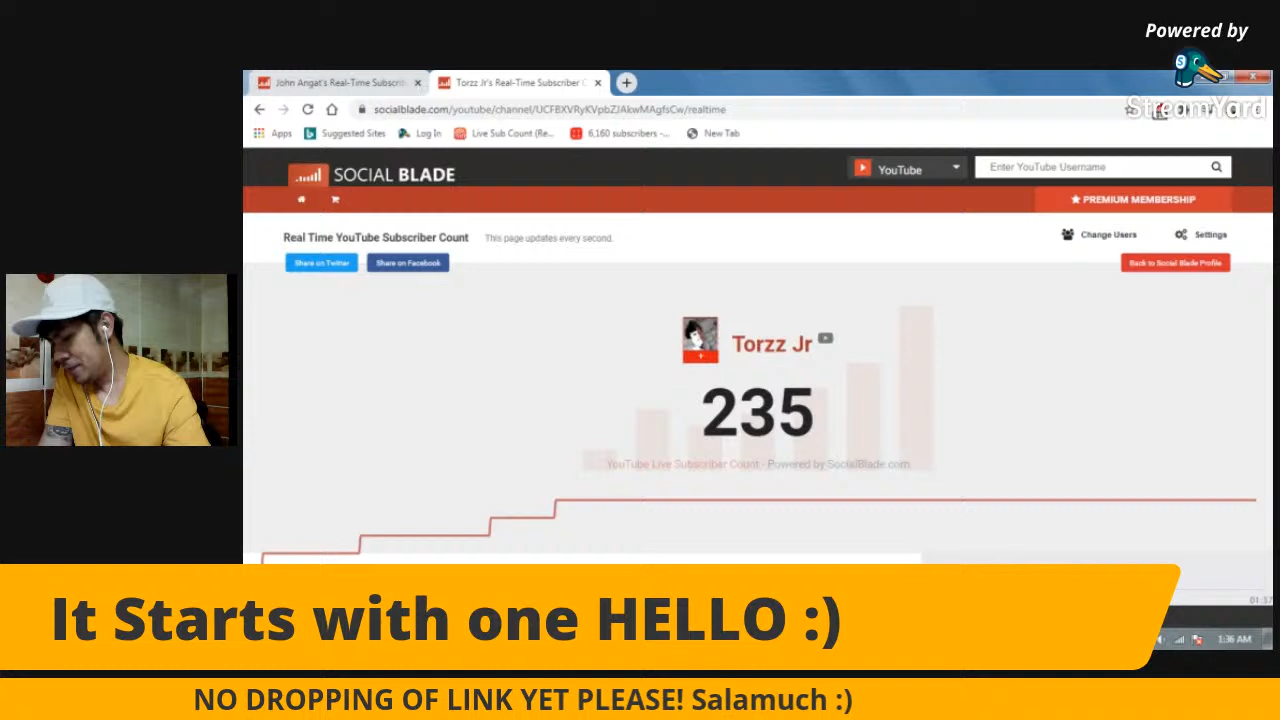 Powered by
StreamYard
John Angat's Real-Time Subscrib
Torzz Jr's Real-Time Subscriber C
socialblade.com/youtube/channel/UCFBXVRyKVpbZJAkwMAgfsCw/realtime
Apps Suggested Sites Log In Live Sub Count (Re... 6,160 subscribers -... New Tab
SOCIAL BLADE
YouTube
Enter YouTube Username
PREMIUM MEMBERSHIP
Real Time YouTube Subscriber Count
This page updates every second.
Change Users
Settings
Share on Twitter
Share on Facebook
Back to Social Blade Profile
Torzz Jr
235
YouTube Live Subscriber Count - Powered by SocialBlade.com
01:37
1:36 AM
It Starts with one HELLO :)
NO DROPPING OF LINK YET PLEASE! Salamuch :)